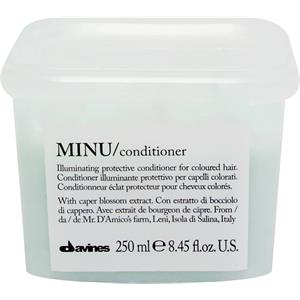 MINU/conditioner
Illuminating protective conditioner for coloured hair.
Conditioner illuminante protettivo per capelli colorati.
Conditionneur éclat protecteur pour cheveux colorés.
With caper blossom extract. Con estratto di bocciolo
di cappero. Avec extrait de bourgeon de câpre. From /
da / de Mr. D'Amico's farm, Leni, Isola di Salina, Italy
davines 250 ml ℮ 8.45 fl.oz. U.S.